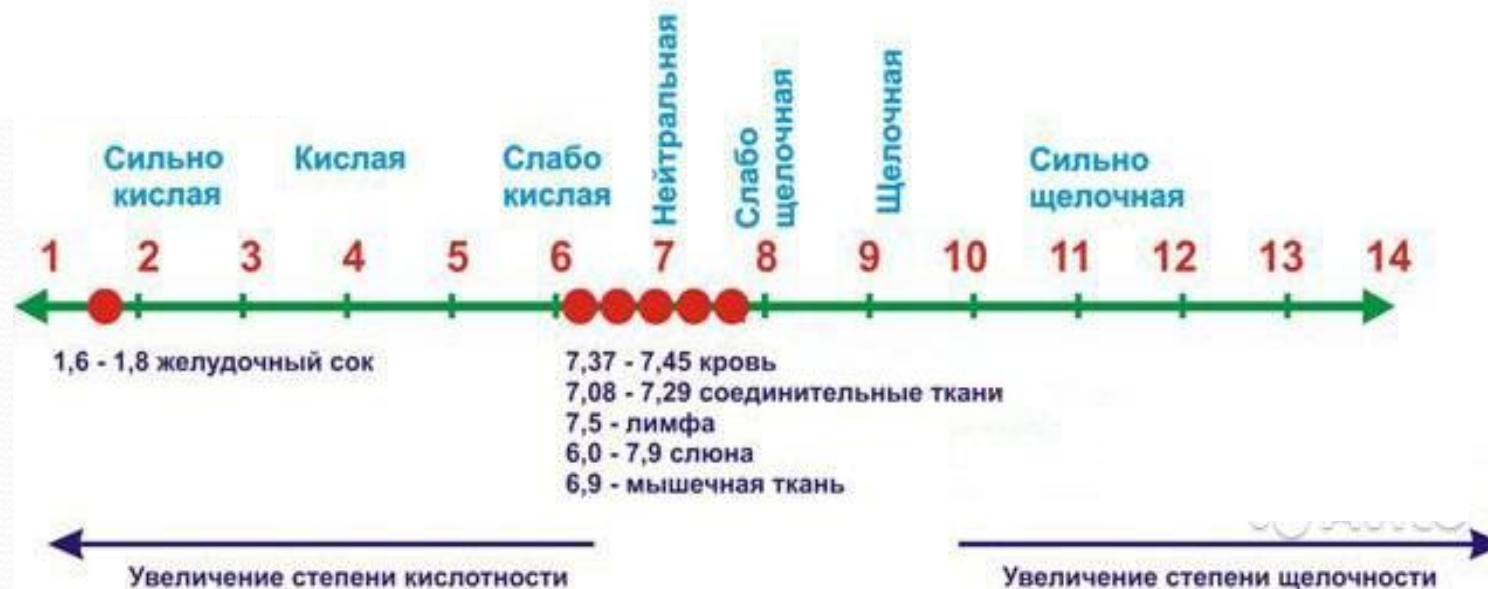 Сильно
кислая
Кислая
Слабо
кислая
Нейтральная
Слабо
щелочная
Щелочная
Сильно
щелочная
1 2 3 4 5 6 7 8 9 10 11 12 13 14
1,6 - 1,8 желудочный сок
7,37 - 7,45 кровь
7,08 - 7,29 соединительные ткани
7,5 - лимфа
6,0 - 7,9 слюна
6,9 - мышечная ткань
Увеличение степени кислотности
Увеличение степени щелочности